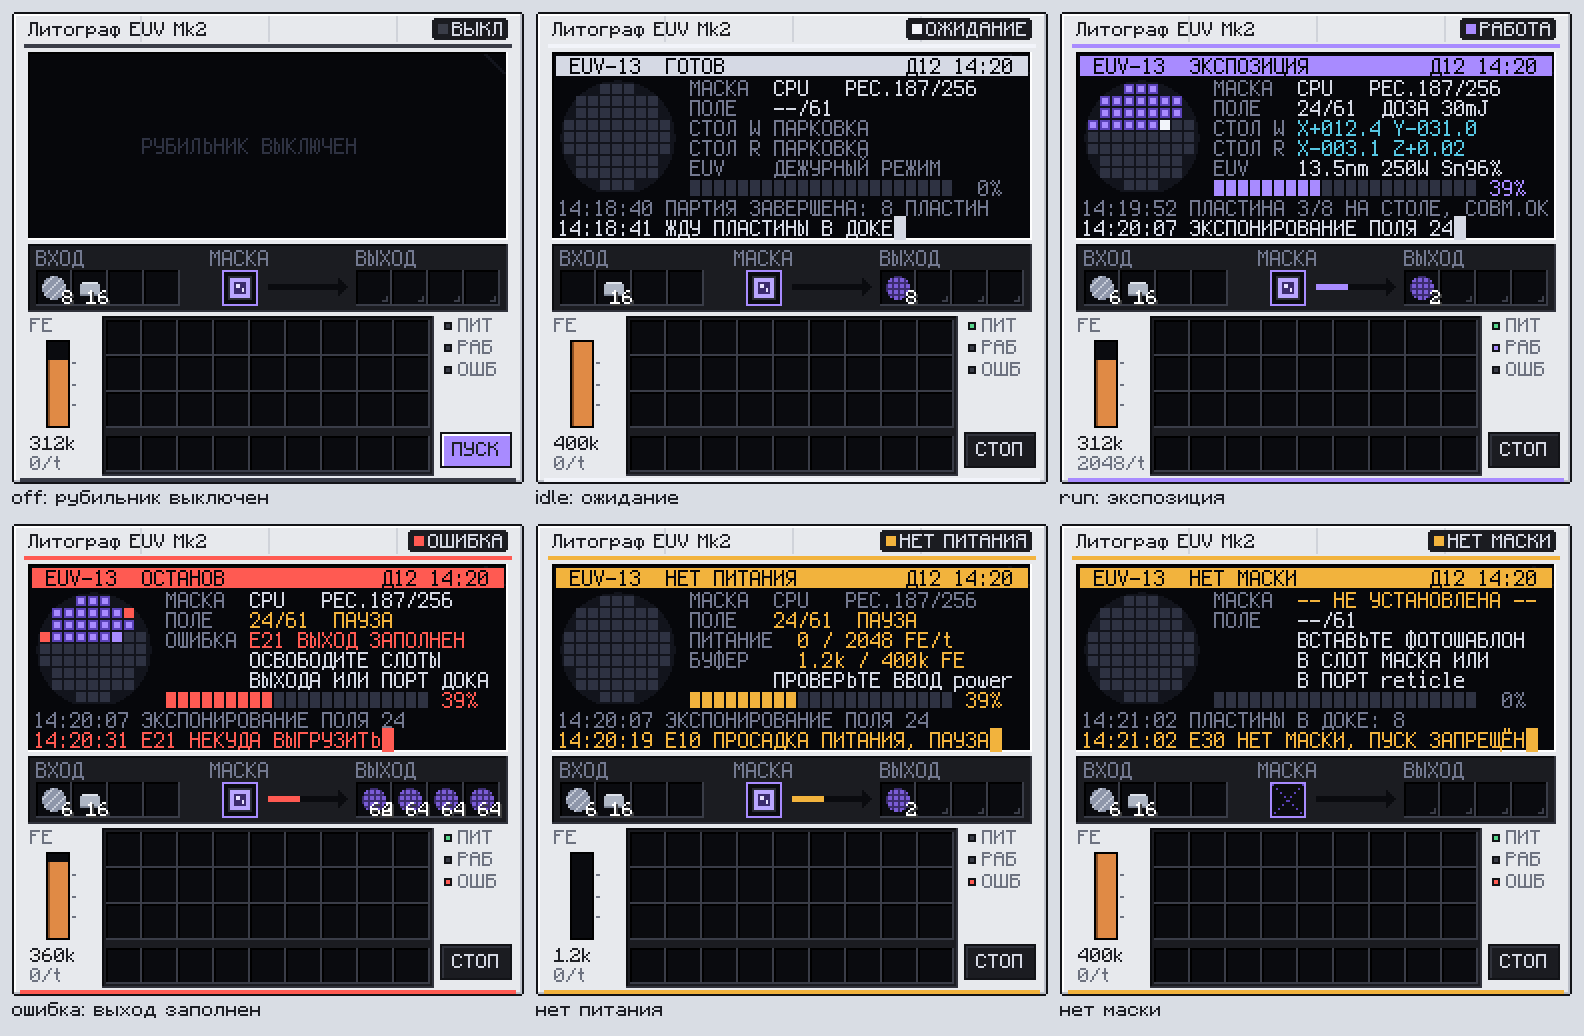 Литограф EUV Mk2 ВЫКЛ
РУБИЛЬНИК ВЫКЛЮЧЕН
ВХОД МАСКА ВЫХОД
8 16
FE
ПИТ
РАБ
ОШБ
312k
0/t
ПУСК
off: рубильник выключен
Литограф EUV Mk2 ОЖИДАНИЕ
EUV-13 ГОТОВ Д12 14:20
МАСКА CPU РЕС.187/256
ПОЛЕ --/61
СТОЛ W ПАРКОВКА
СТОЛ R ПАРКОВКА
EUV ДЕЖУРНЫЙ РЕЖИМ
0%
14:18:40 ПАРТИЯ ЗАВЕРШЕНА: 8 ПЛАСТИН
14:18:41 ЖДУ ПЛАСТИНЫ В ДОКЕ
ВХОД МАСКА ВЫХОД
16 8
FE
ПИТ
РАБ
ОШБ
400k
0/t
СТОП
idle: ожидание
Литограф EUV Mk2 РАБОТА
EUV-13 ЭКСПОЗИЦИЯ Д12 14:20
МАСКА CPU РЕС.187/256
ПОЛЕ 24/61 ДОЗА 30mJ
СТОЛ W X+012.4 Y-031.0
СТОЛ R X-003.1 Z+0.02
EUV 13.5nm 250W Sn96%
39%
14:19:52 ПЛАСТИНА 3/8 НА СТОЛЕ, СОВМ.ОК
14:20:07 ЭКСПОНИРОВАНИЕ ПОЛЯ 24
ВХОД МАСКА ВЫХОД
6 16 2
FE
ПИТ
РАБ
ОШБ
312k
2048/t
СТОП
run: экспозиция
Литограф EUV Mk2 ОШИБКА
EUV-13 ОСТАНОВ Д12 14:20
МАСКА CPU РЕС.187/256
ПОЛЕ 24/61 ПАУЗА
ОШИБКА E21 ВЫХОД ЗАПОЛНЕН
ОСВОБОДИТЕ СЛОТЫ
ВЫХОДА ИЛИ ПОРТ ДОКА
39%
14:20:07 ЭКСПОНИРОВАНИЕ ПОЛЯ 24
14:20:31 E21 НЕКУДА ВЫГРУЗИТЬ
ВХОД МАСКА ВЫХОД
6 16 64 64 64
FE
ПИТ
РАБ
ОШБ
360k
0/t
СТОП
ошибка: выход заполнен
Литограф EUV Mk2 НЕТ ПИТАНИЯ
EUV-13 НЕТ ПИТАНИЯ Д12 14:20
МАСКА CPU РЕС.187/256
ПОЛЕ 24/61 ПАУЗА
ПИТАНИЕ 0 / 2048 FE/t
БУФЕР 1.2k / 400k FE
ПРОВЕРЬТЕ ВВОД power
39%
14:20:07 ЭКСПОНИРОВАНИЕ ПОЛЯ 24
14:20:19 E10 ПРОСАДКА ПИТАНИЯ, ПАУЗА
ВХОД МАСКА ВЫХОД
6 16 2
FE
ПИТ
РАБ
ОШБ
1.2k
0/t
СТОП
нет питания
Литограф EUV Mk2 НЕТ МАСКИ
EUV-13 НЕТ МАСКИ Д12 14:20
МАСКА -- НЕ УСТАНОВЛЕНА --
ПОЛЕ --/61
ВСТАВЬТЕ ФОТОШАБЛОН
В СЛОТ МАСКА ИЛИ
В ПОРТ reticle
0%
14:21:02 ПЛАСТИНЫ В ДОКЕ: 8
14:21:02 E30 НЕТ МАСКИ, ПУСК ЗАПРЕЩЁН
ВХОД МАСКА ВЫХОД
6 16
FE
ПИТ
РАБ
ОШБ
400k
0/t
СТОП
нет маски